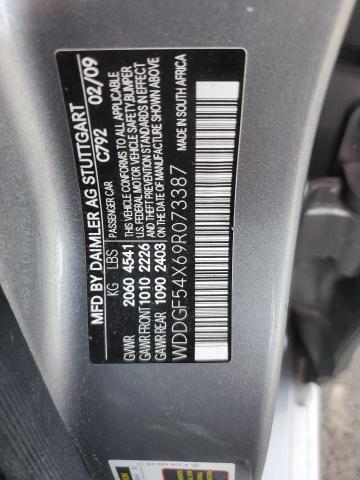 MFD BY DAIMLER AG STUTTGART
C792 02/09
PASSENGER CAR
KG LBS
GVWR 2060 4541
GAWR FRONT 1010 2226
GAWR REAR 1090 2403
THIS VEHICLE CONFORMS TO ALL APPLICABLE
U.S. FEDERAL MOTOR VEHICLE SAFETY, BUMPER
AND THEFT PREVENTION STANDARDS IN EFFECT
ON THE DATE OF MANUFACTURE SHOWN ABOVE
WDDGF54X69R073387
MADE IN SOUTH AFRICA